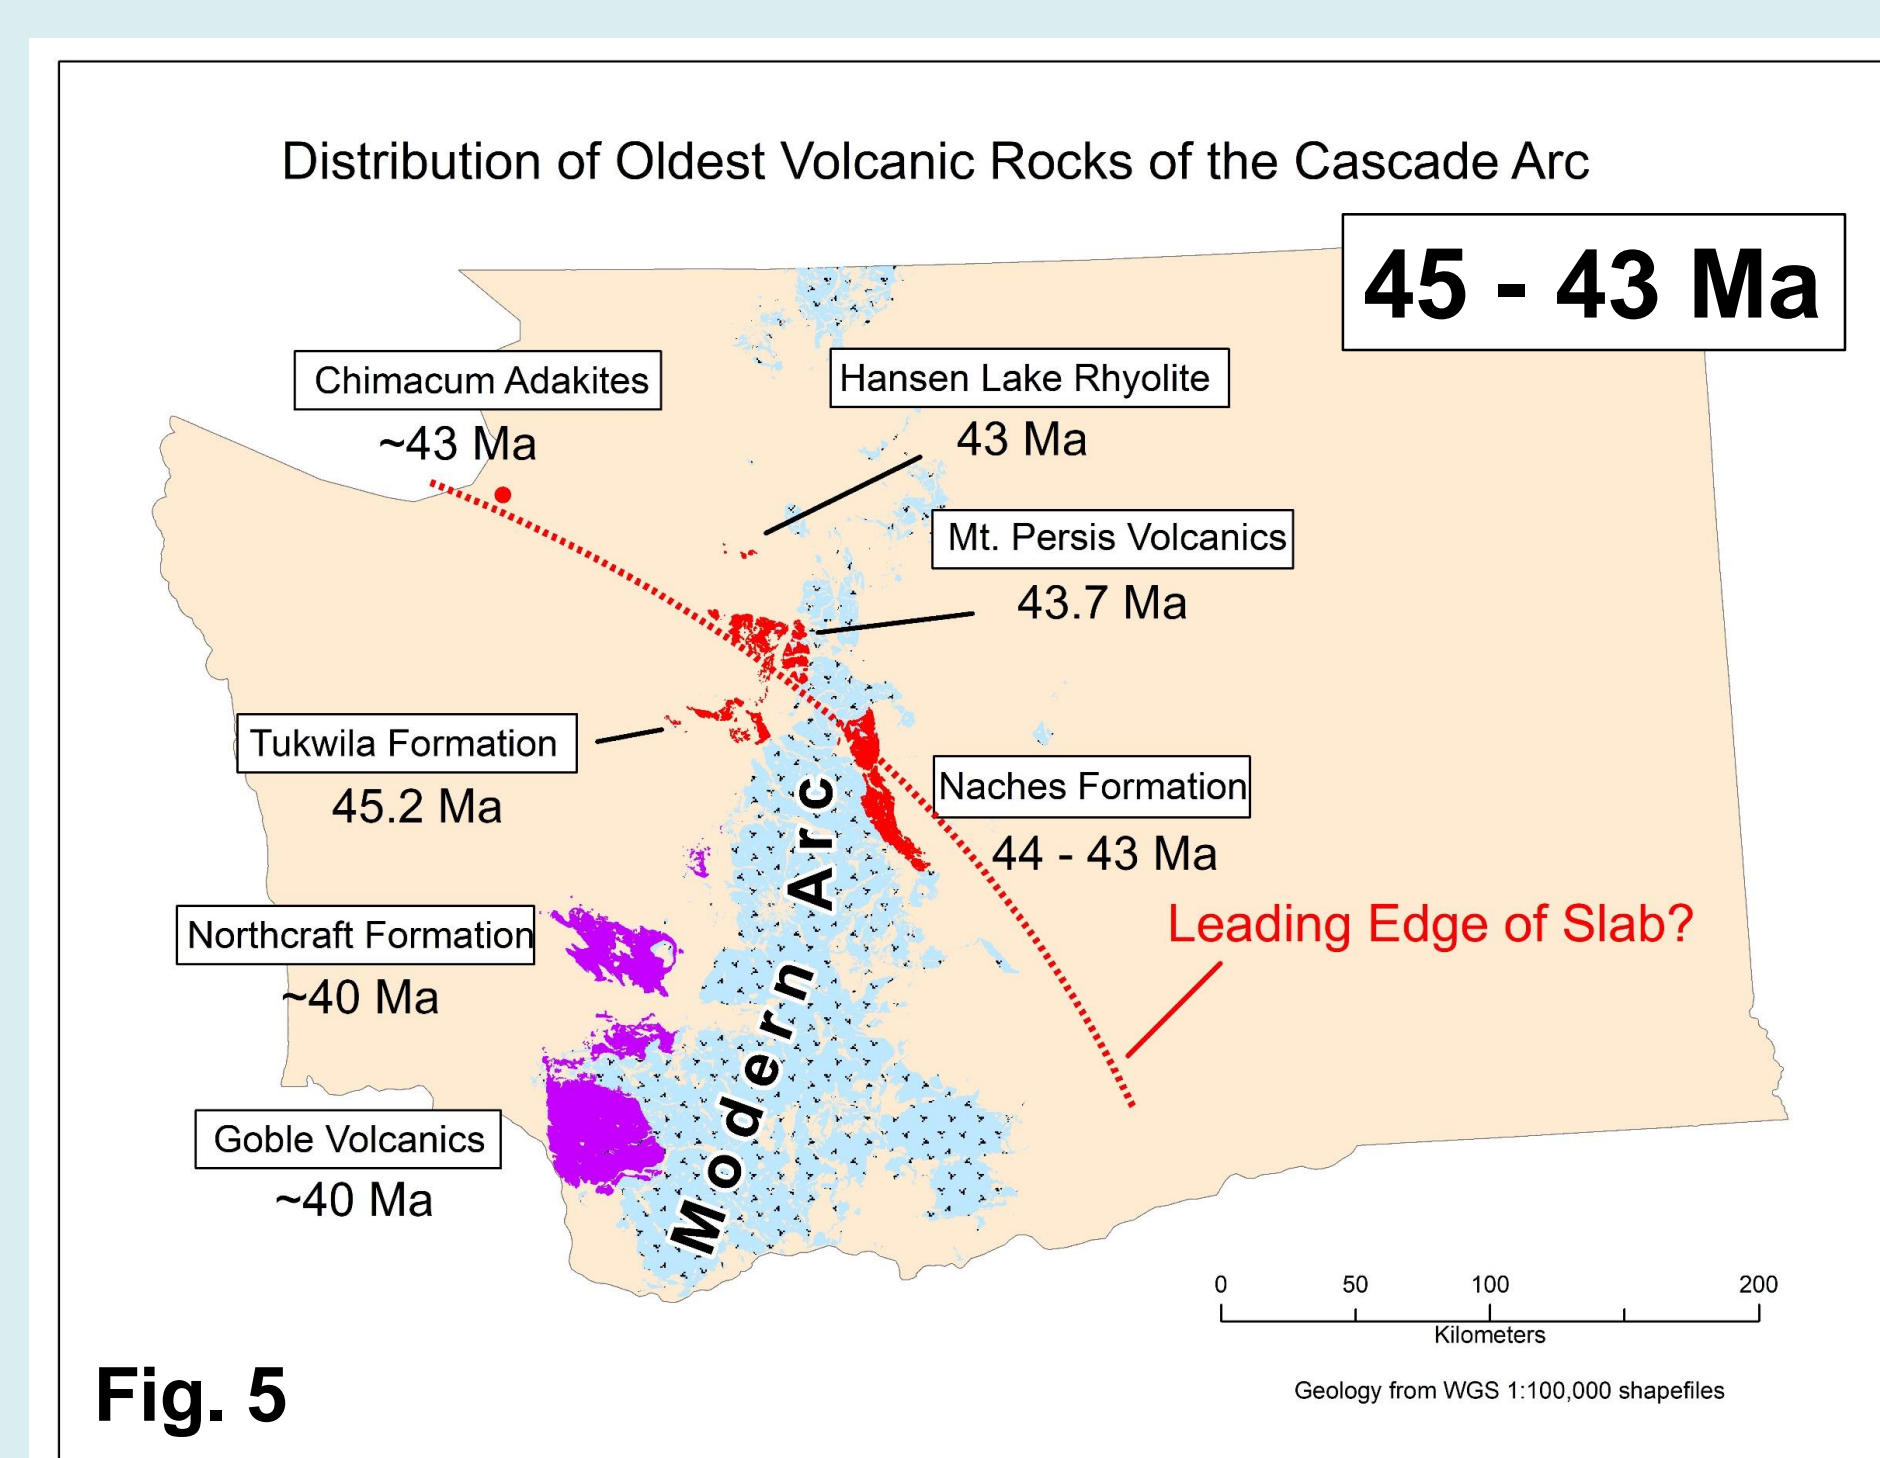 Distribution of Oldest Volcanic Rocks of the Cascade Arc
45 - 43 Ma
Chimacum Adakites
~43 Ma
Hansen Lake Rhyolite
43 Ma
Mt. Persis Volcanics
43.7 Ma
Tukwila Formation
45.2 Ma
Naches Formation
44 - 43 Ma
Modern Arc
Northcraft Formation
~40 Ma
Leading Edge of Slab?
Goble Volcanics
~40 Ma
0 50 100 200
Kilometers
Geology from WGS 1:100,000 shapefiles
Fig. 5